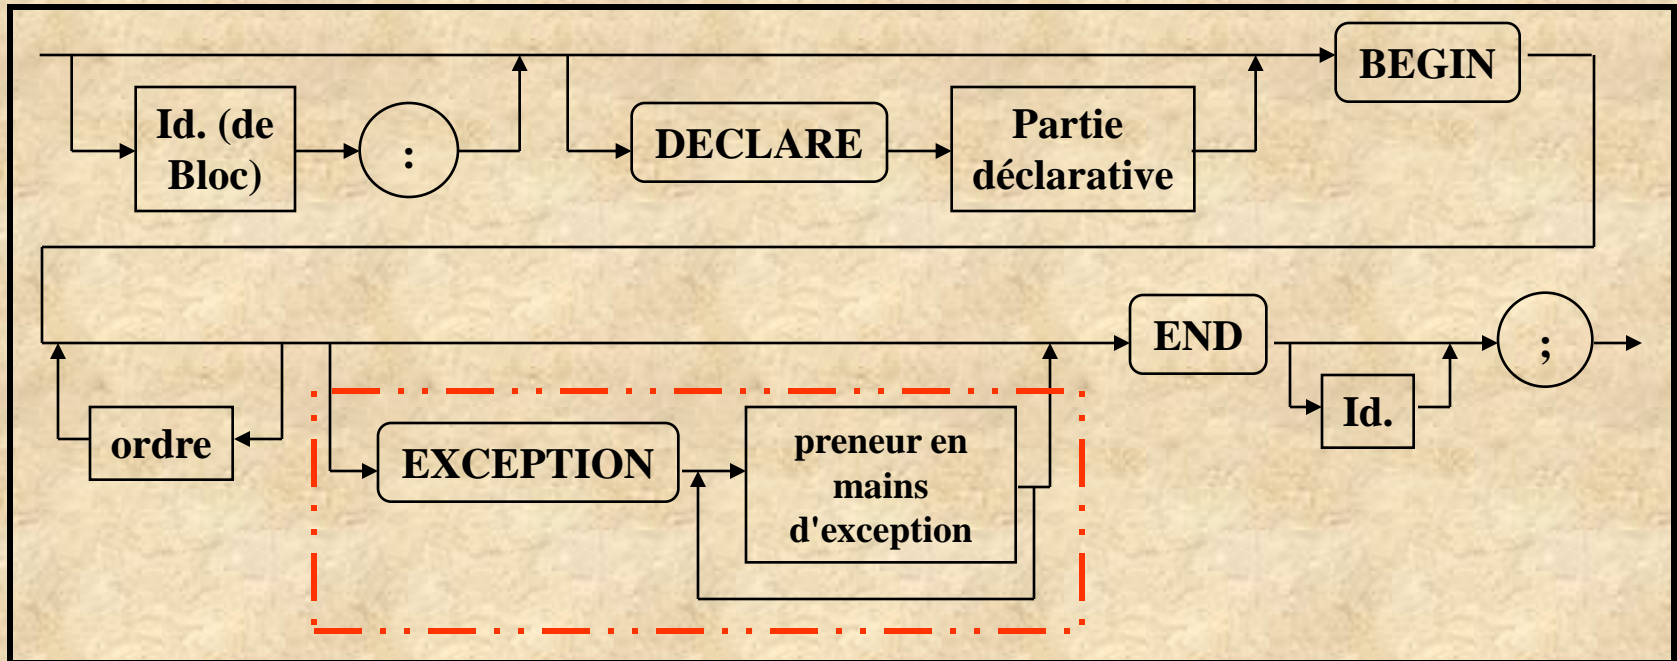 BEGIN
Id. (de
Bloc)
:
DECLARE
Partie
déclarative
END
;
Id.
ordre
EXCEPTION
preneur en
mains
d'exception